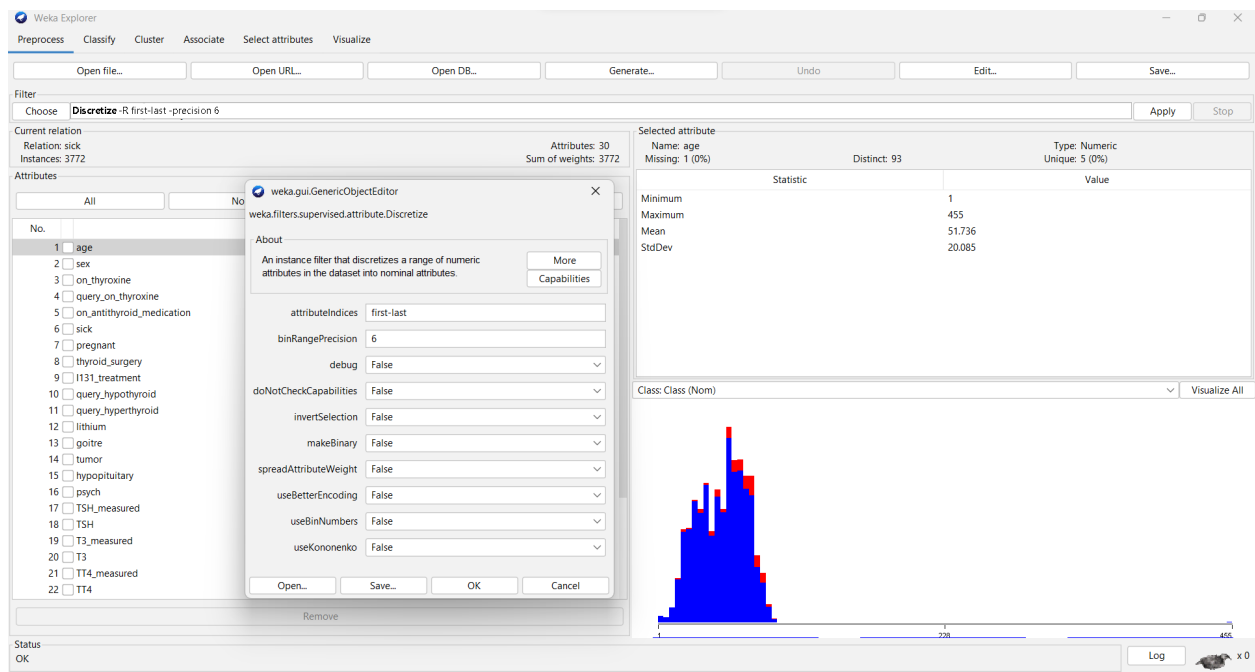 Weka Explorer
Preprocess Classify Cluster Associate Select attributes Visualize
Open file... Open URL... Open DB... Generate... Undo Edit... Save...
Filter
Choose Discretize -R first-last -precision 6 Apply Stop
Current relation
Relation: sick Attributes: 30
Instances: 3772 Sum of weights: 3772
Attributes
All No
No.
1 age
2 sex
3 on_thyroxine
4 query_on_thyroxine
5 on_antithyroid_medication
6 sick
7 pregnant
8 thyroid_surgery
9 I131_treatment
10 query_hypothyroid
11 query_hyperthyroid
12 lithium
13 goitre
14 tumor
15 hypopituitary
16 psych
17 TSH_measured
18 TSH
19 T3_measured
20 T3
21 TT4_measured
22 TT4
Remove
weka.gui.GenericObjectEditor
weka.filters.supervised.attribute.Discretize
About
An instance filter that discretizes a range of numeric
attributes in the dataset into nominal attributes.
More
Capabilities
attributeIndices first-last
binRangePrecision 6
debug False
doNotCheckCapabilities False
invertSelection False
makeBinary False
spreadAttributeWeight False
useBetterEncoding False
useBinNumbers False
useKononenko False
Open... Save... OK Cancel
Selected attribute
Name: age Type: Numeric
Missing: 1 (0%) Distinct: 93 Unique: 5 (0%)
Statistic Value
Minimum 1
Maximum 455
Mean 51.736
StdDev 20.085
Class: Class (Nom) Visualize All
1 228 455
Status
OK
Log x 0